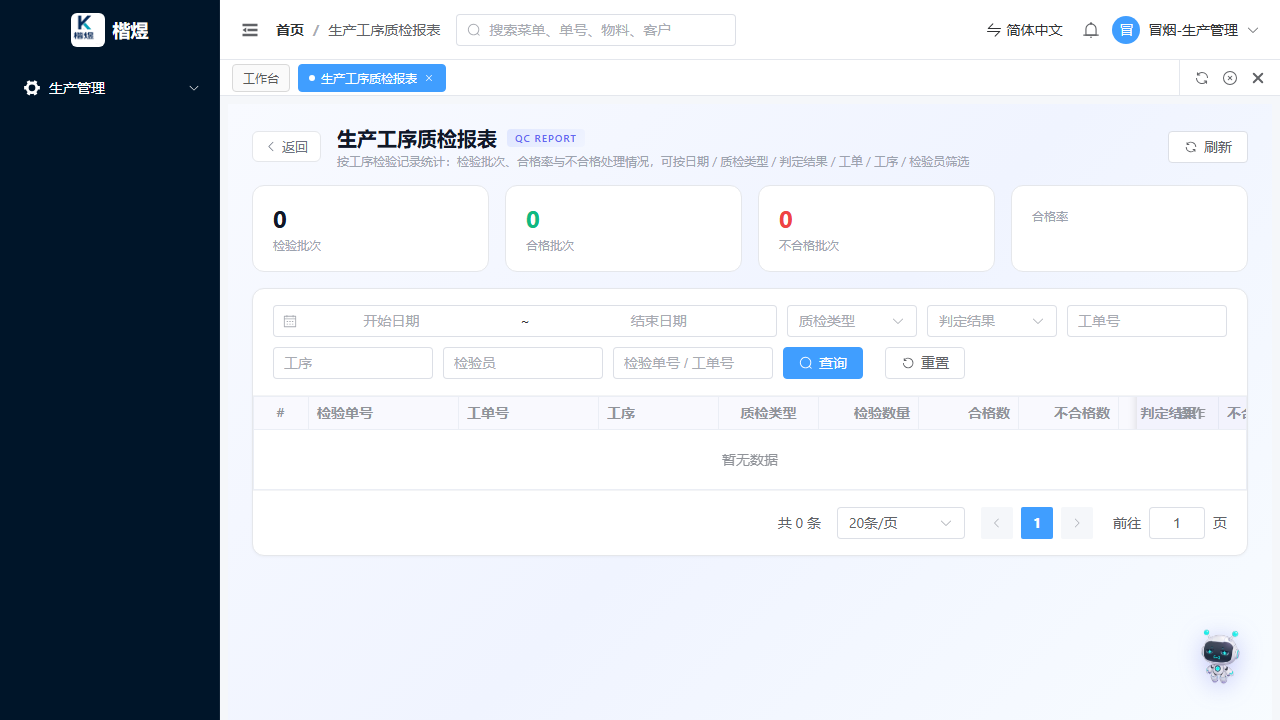 K
楷煜
楷煜
首页 / 生产工序质检报表
搜索菜单、单号、物料、客户
简体中文
冒
冒烟-生产管理
生产管理
工作台
生产工序质检报表
返回
生产工序质检报表
QC REPORT
按工序检验记录统计：检验批次、合格率与不合格处理情况，可按日期 / 质检类型 / 判定结果 / 工单 / 工序 / 检验员筛选
刷新
0
检验批次
0
合格批次
0
不合格批次
合格率
开始日期 ~ 结束日期
质检类型
判定结果
工单号
工序
检验员
检验单号 / 工单号
查询
重置
# 检验单号 工单号 工序 质检类型 检验数量 合格数 不合格数 判定结果
暂无数据
共 0 条
20条/页
1
前往 1 页